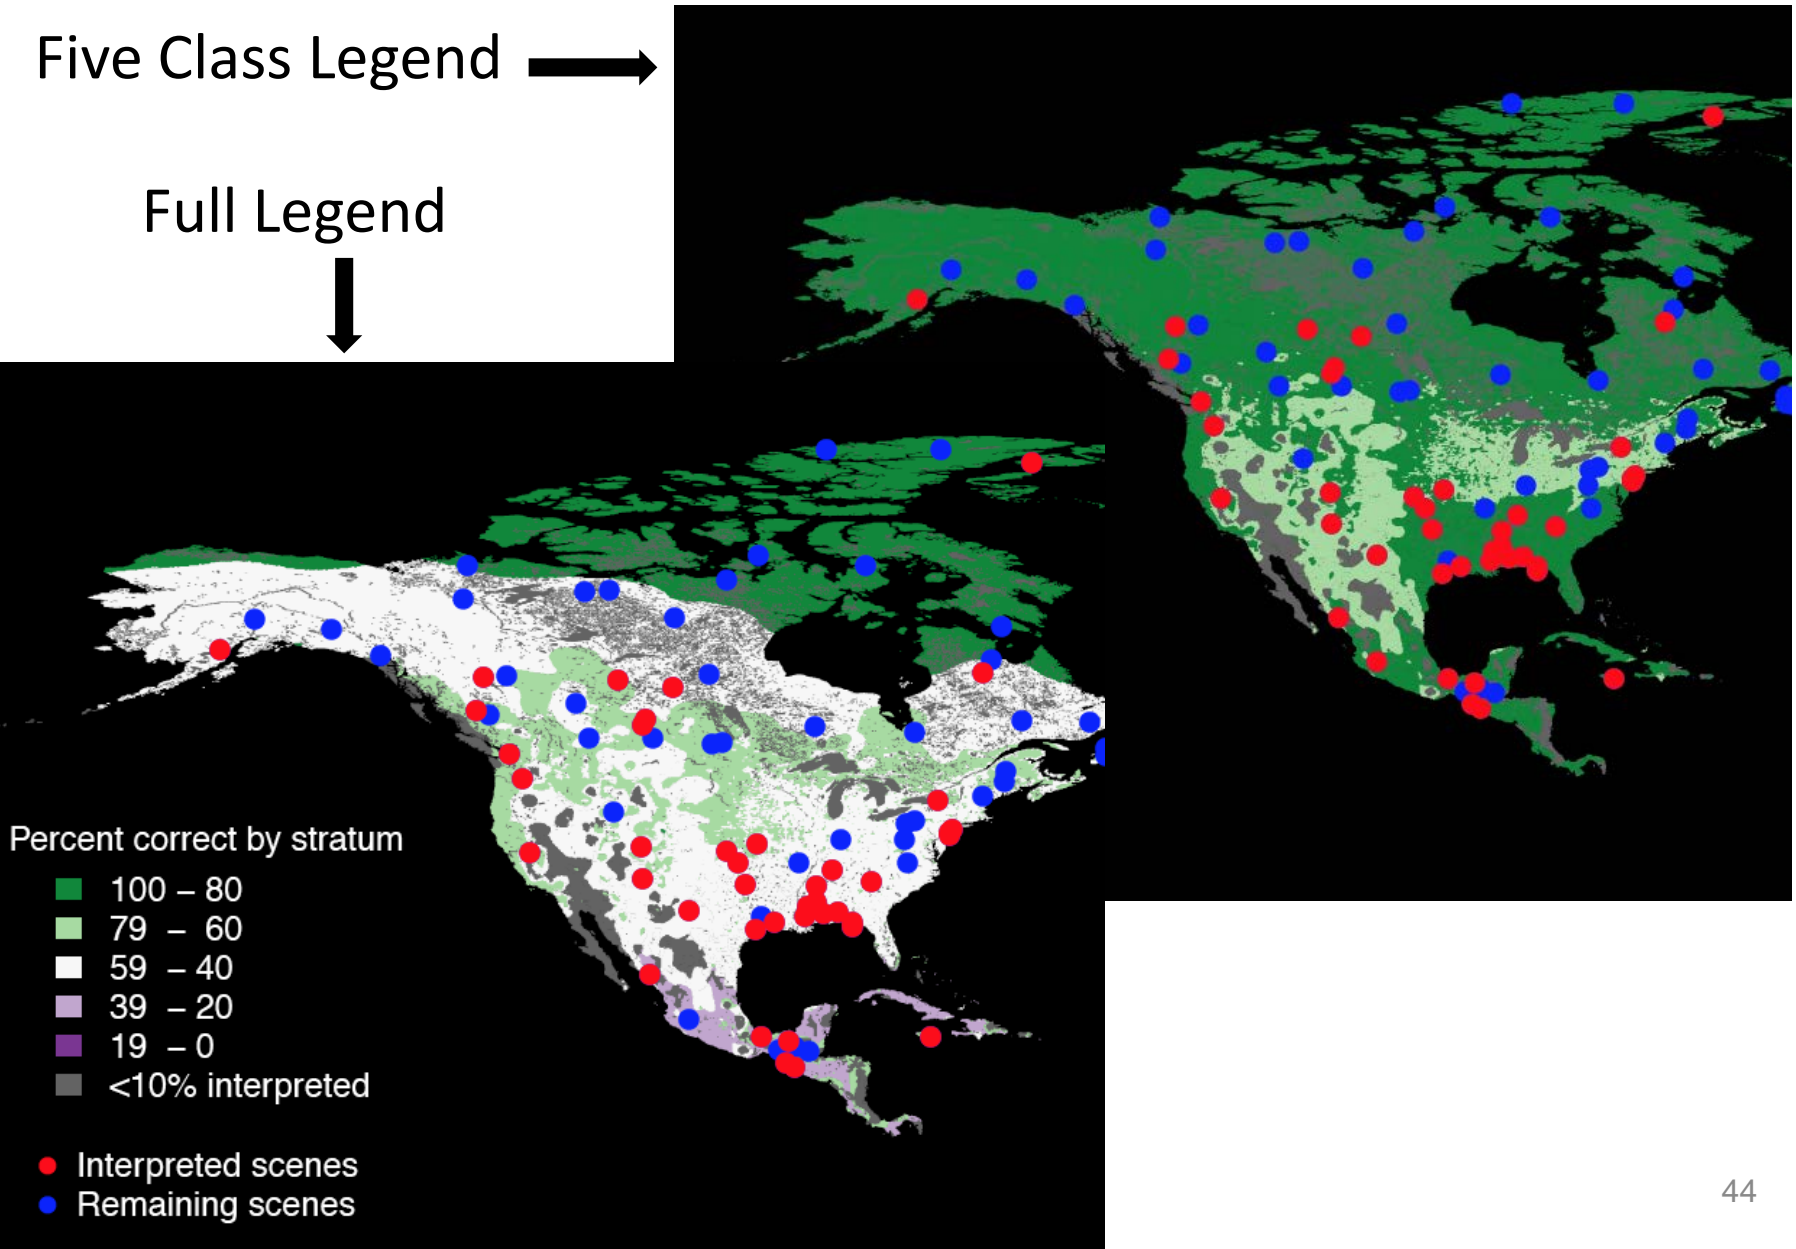 Five Class Legend
Full Legend
Percent correct by stratum
100 – 80
79 – 60
59 – 40
39 – 20
19 – 0
<10% interpreted
Interpreted scenes
Remaining scenes
44